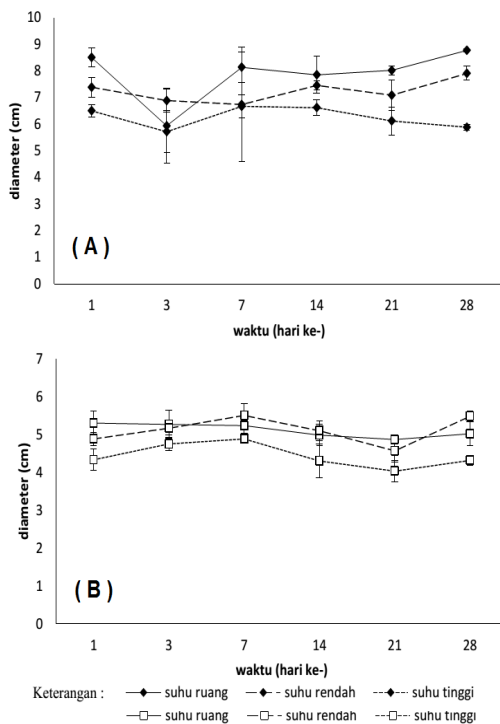 10
9
8
7
6
5
4
3
2
1
0
diameter (cm)
( A )
1 3 7 14 21 28
waktu (hari ke-)
7
6
5
4
3
2
1
0
diameter (cm)
( B )
1 3 7 14 21 28
waktu (hari ke-)
Keterangan : suhu ruang suhu rendah suhu tinggi
suhu ruang suhu rendah suhu tinggi